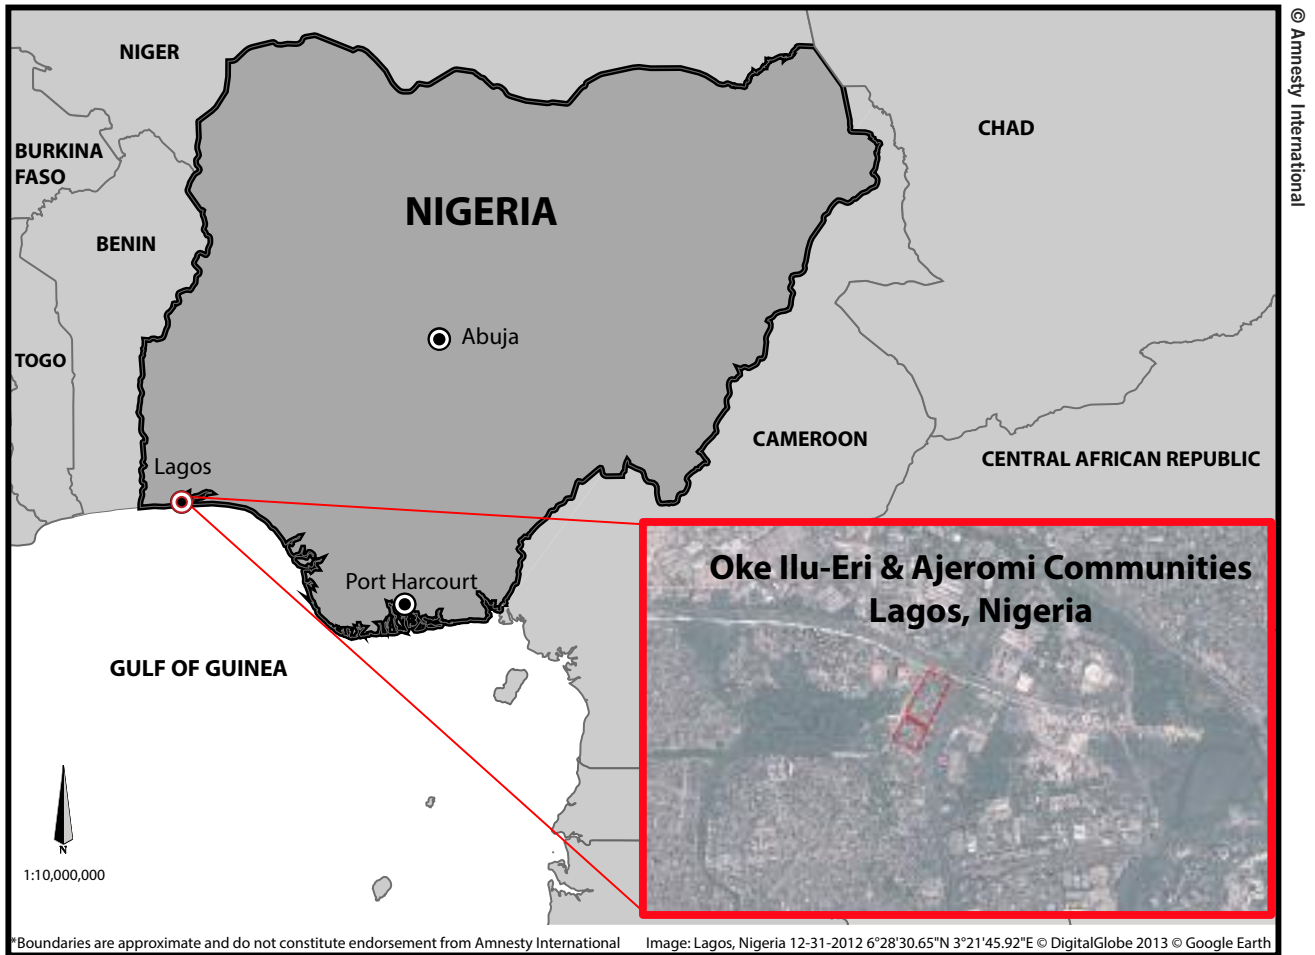 © Amnesty International
NIGER
CHAD
BURKINA
FASO
NIGERIA
BENIN
Abuja
TOGO
CAMEROON
CENTRAL AFRICAN REPUBLIC
Lagos
Oke Ilu-Eri & Ajeromi Communities
Lagos, Nigeria
Port Harcourt
GULF OF GUINEA
N
1:10,000,000
*Boundaries are approximate and do not constitute endorsement from Amnesty International
Image: Lagos, Nigeria 12-31-2012 6°28'30.65"N 3°21'45.92"E © DigitalGlobe 2013 © Google Earth